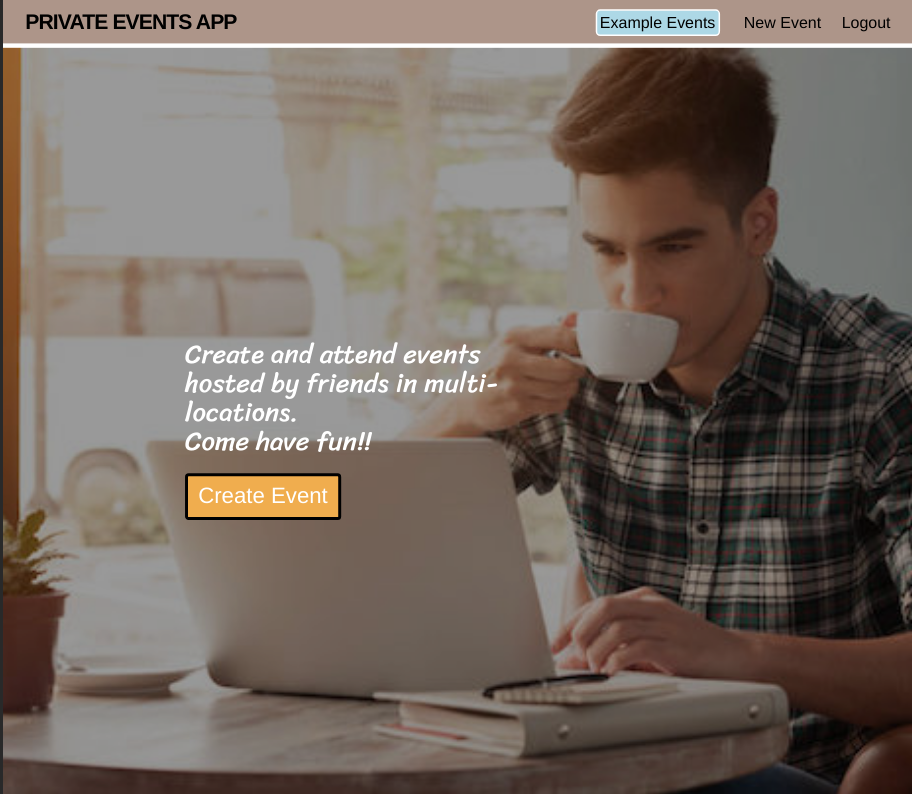 PRIVATE EVENTS APP
Example Events
New Event
Logout
Create and attend events
hosted by friends in multi-
locations.
Come have fun!!
Create Event